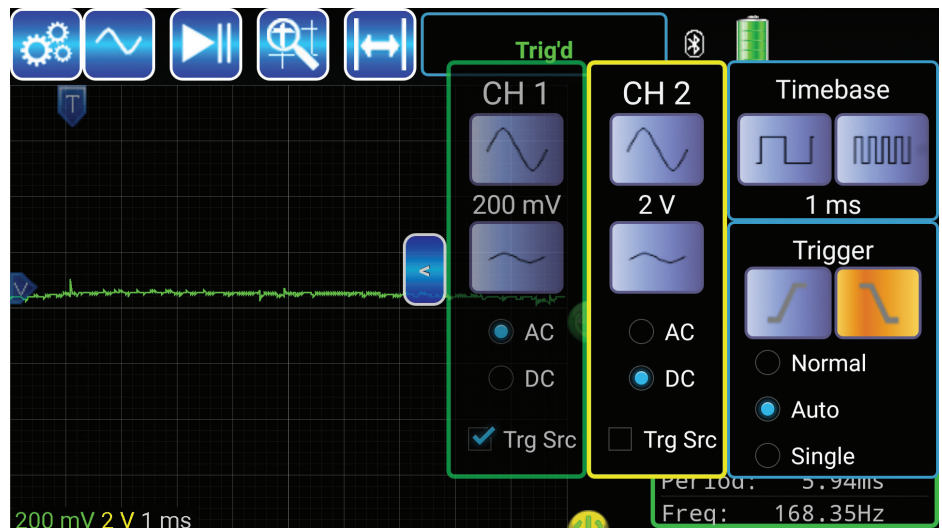 Trig'd
T
CH 1
CH 2
Timebase
200 mV
2 V
1 ms
Trigger
V
<
AC
AC
Normal
DC
DC
Auto
Trg Src
Trg Src
Single
Period: 5.94ms
Freq: 168.35Hz
200 mV 2 V 1 ms